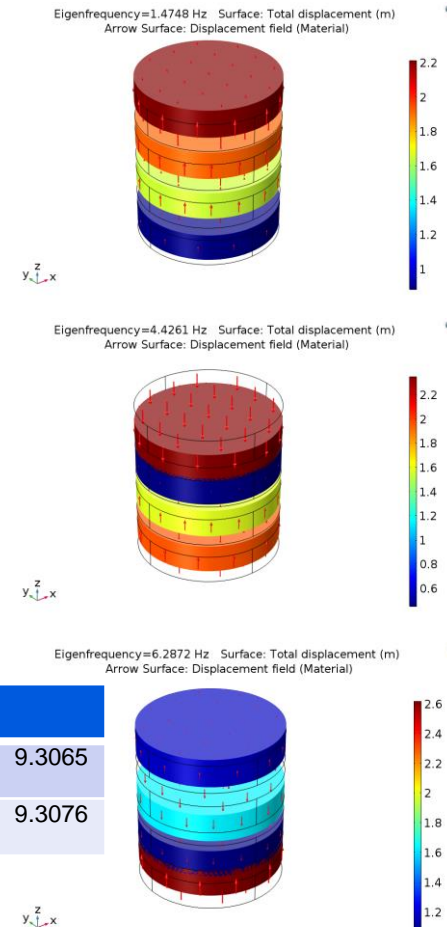 Eigenfrequency=1.4748 Hz   Surface: Total displacement (m)
Arrow Surface: Displacement field (Material)
2.2
2
1.8
1.6
1.4
1.2
1
y z x
Eigenfrequency=4.4261 Hz   Surface: Total displacement (m)
Arrow Surface: Displacement field (Material)
2.2
2
1.8
1.6
1.4
1.2
1
0.8
0.6
y z x
Eigenfrequency=6.2872 Hz   Surface: Total displacement (m)
Arrow Surface: Displacement field (Material)
2.6
2.4
2.2
2
1.8
1.6
1.4
1.2
9.3065
9.3076
y z x